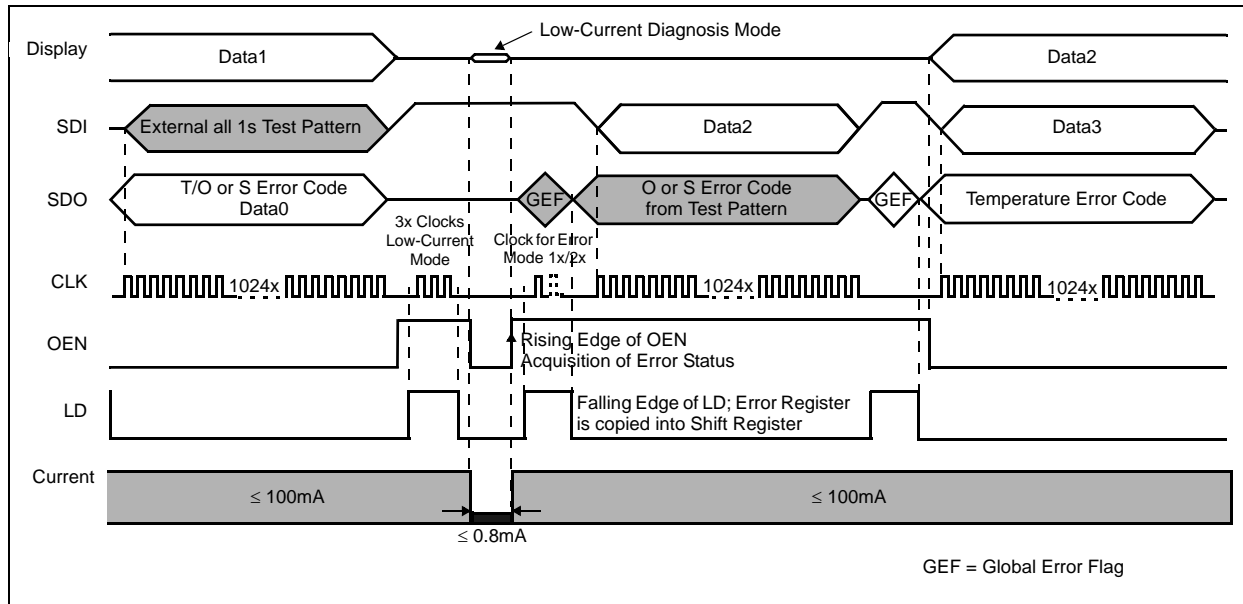 Low-Current Diagnosis Mode
Display
Data1
Data2
SDI
External all 1s Test Pattern
Data2
Data3
SDO
T/O or S Error Code
Data0
GEF
O or S Error Code
from Test Pattern
GEF
Temperature Error Code
3x Clocks
Low-Current
Mode
Clock for Error
Mode 1x/2x
CLK
1024x
1024x
1024x
OEN
Rising Edge of OEN
Acquisition of Error Status
LD
Falling Edge of LD; Error Register
is copied into Shift Register
Current
≤ 100mA
≤ 100mA
≤ 0.8mA
GEF = Global Error Flag